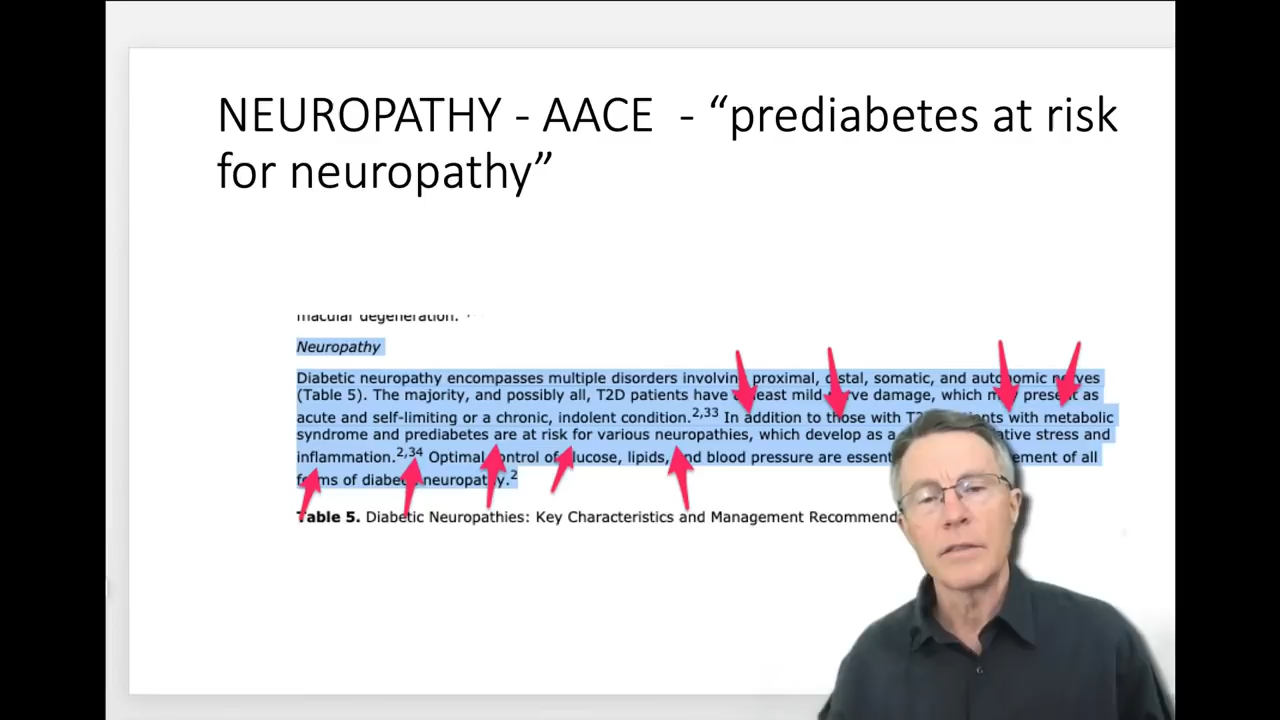 NEUROPATHY - AACE - “prediabetes at risk
for neuropathy”
macular degeneration.
Neuropathy
Diabetic neuropathy encompasses multiple disorders involving proximal, distal, somatic, and autonomic nerves
(Table 5). The majority, and possibly all, T2D patients have at least mild nerve damage, which may present as
acute and self-limiting or a chronic, indolent condition.2,33 In addition to those with with metabolic
syndrome and prediabetes are at risk for various neuropathies, which develop as a stress and
inflammation.2,34 Optimal control of glucose, lipids, and blood pressure are of all
forms of diabetic neuropathy.2
Table 5. Diabetic Neuropathies: Key Characteristics and Management